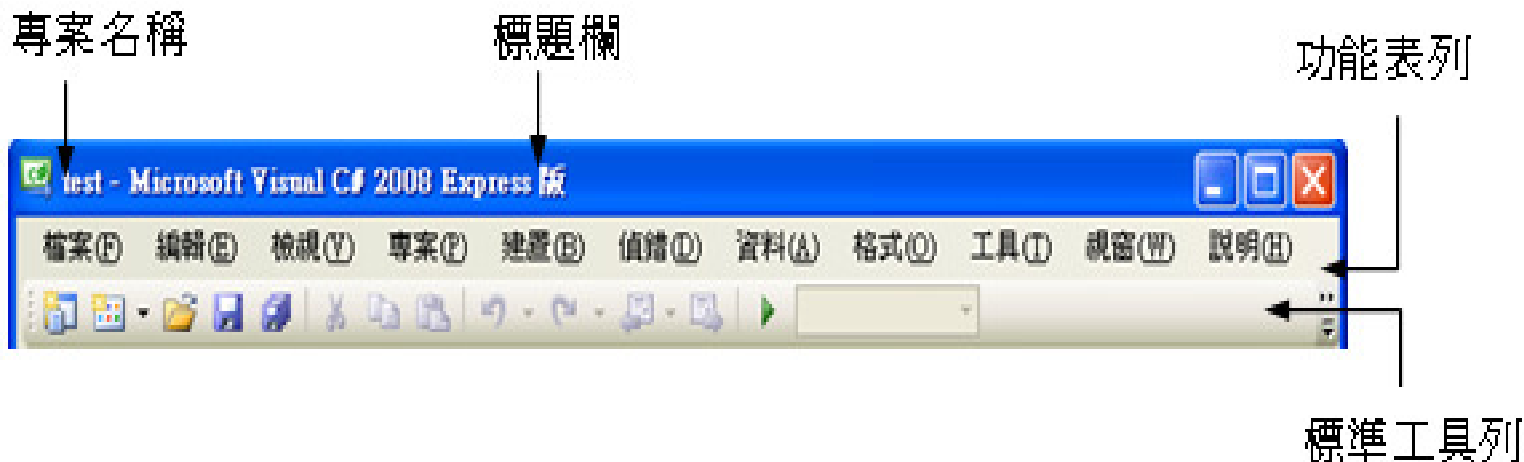 專案名稱
標題欄
功能表列
test - Microsoft Visual C# 2008 Express 版
檔案(F) 編輯(E) 檢視(V) 專案(P) 建置(B) 偵錯(D) 資料(A) 格式(O) 工具(T) 視窗(W) 說明(H)
標準工具列